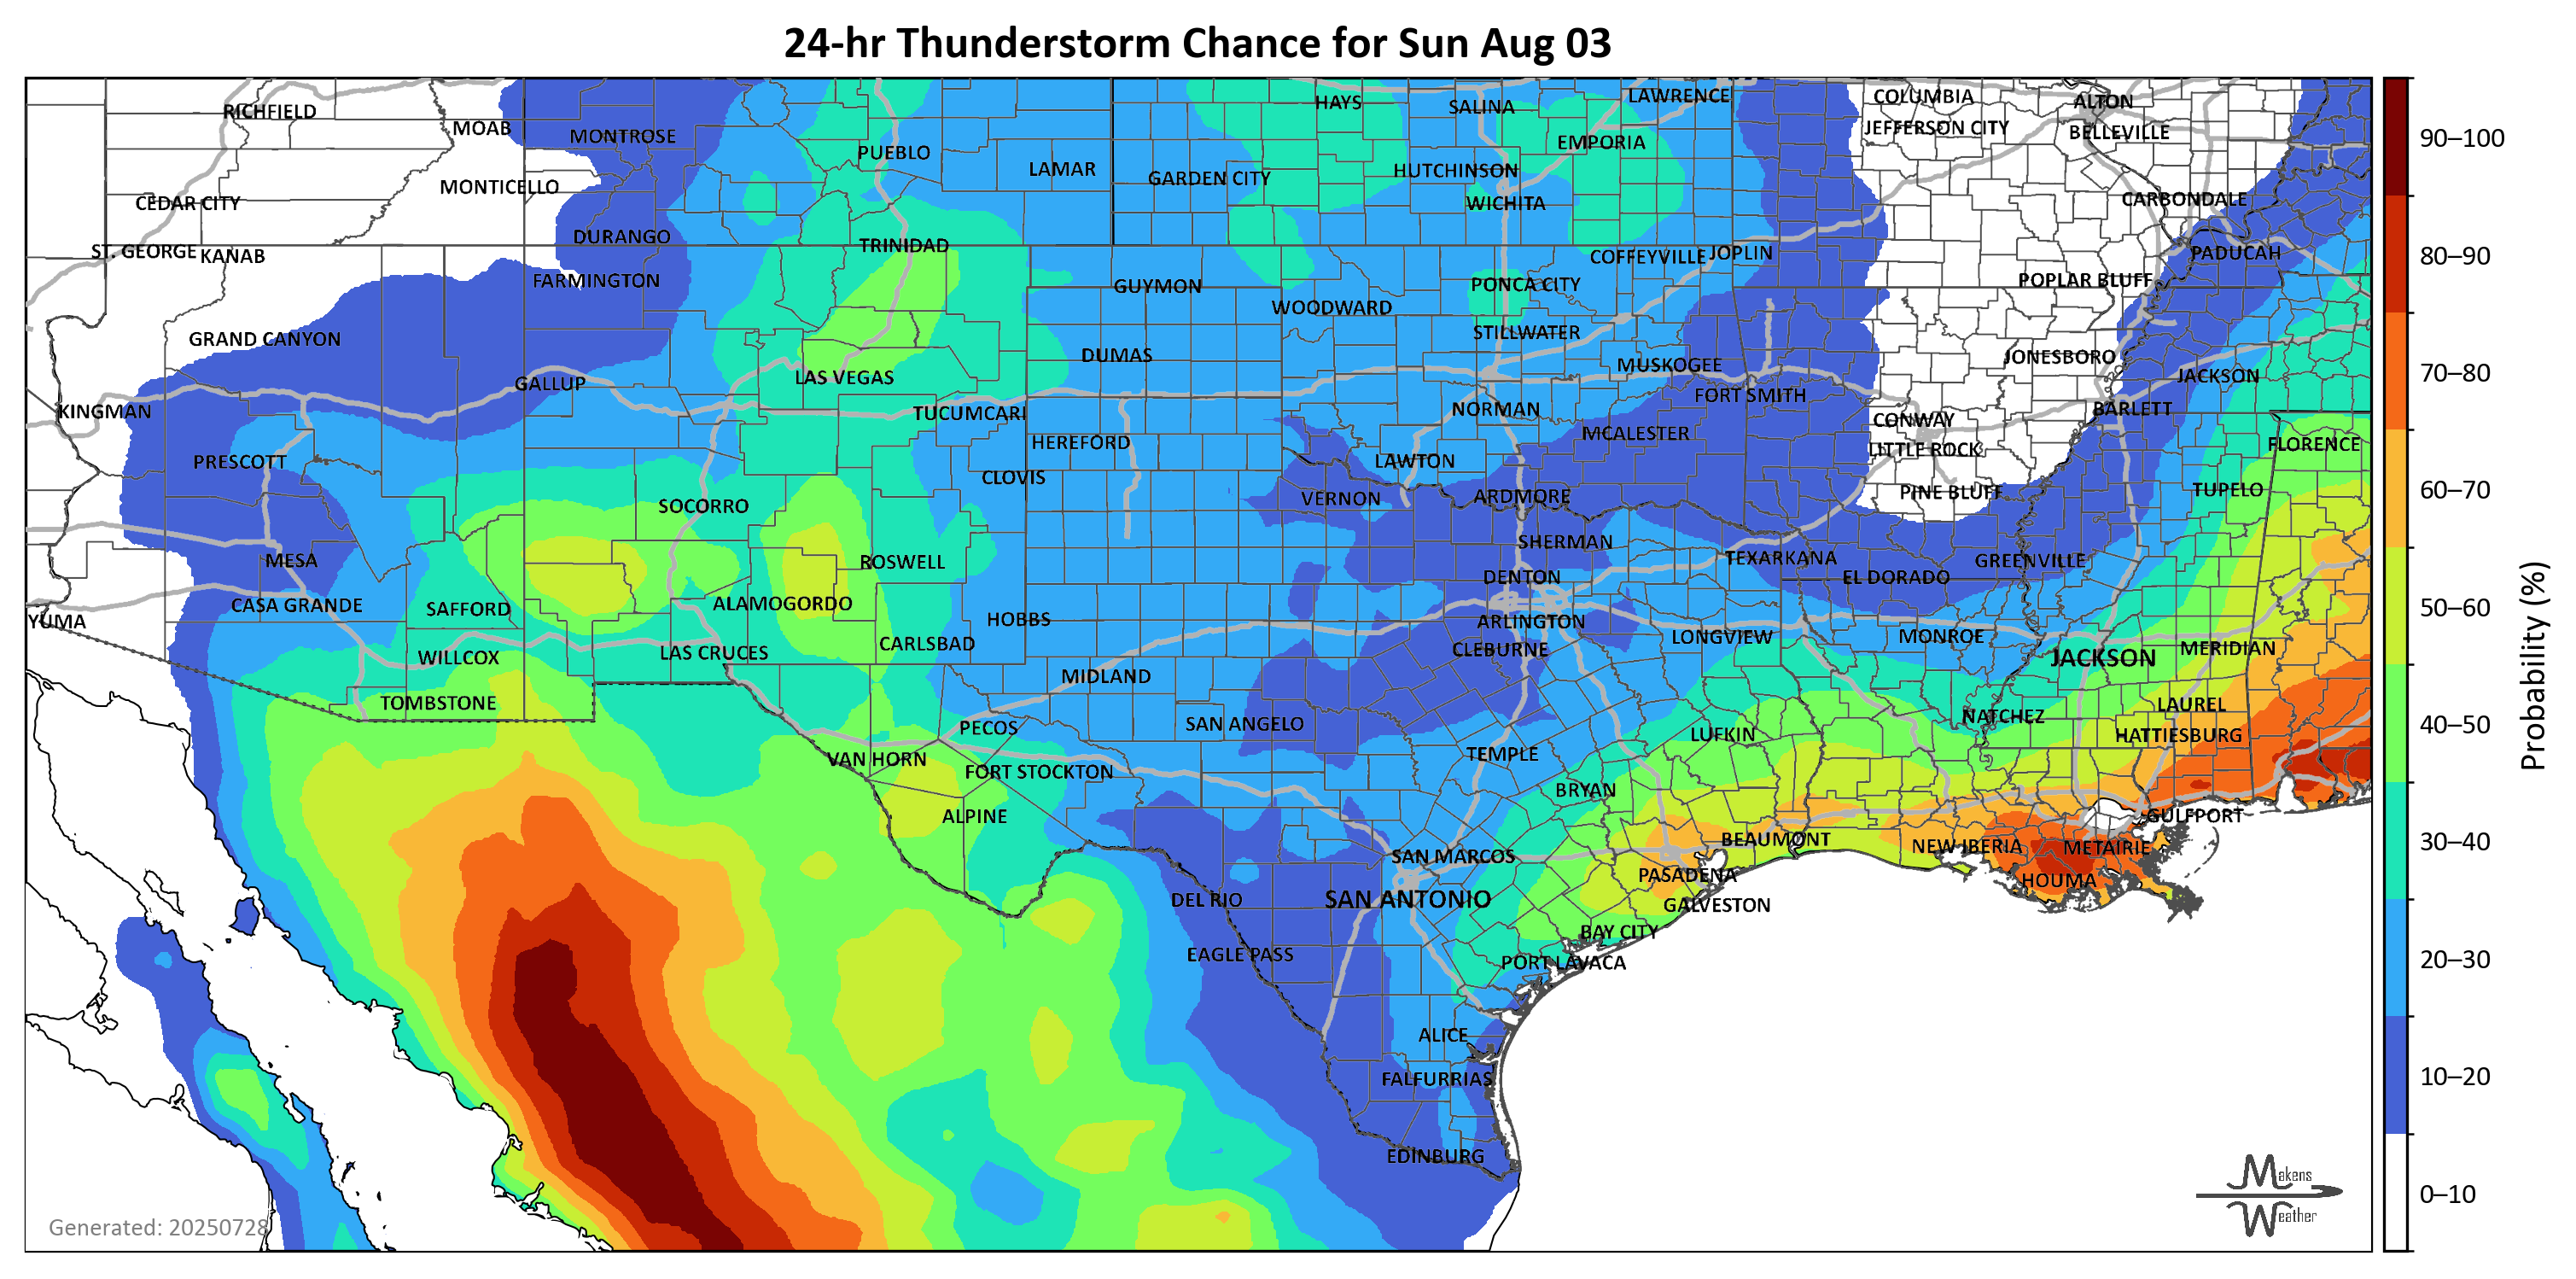 24-hr Thunderstorm Chance for Sun Aug 03
RICHFIELD
MOAB
MONTROSE
PUEBLO
LAMAR
HAYS
SALINA
LAWRENCE
COLUMBIA
ALTON
JEFFERSON CITY
BELLEVILLE
EMPORIA
HUTCHINSON
GARDEN CITY
MONTICELLO
CEDAR CITY
WICHITA
CARBONDALE
DURANGO
TRINIDAD
ST. GEORGE
KANAB
COFFEYVILLE
JOPLIN
PADUCAH
FARMINGTON
GUYMON
PONCA CITY
POPLAR BLUFF
WOODWARD
GRAND CANYON
STILLWATER
DUMAS
MUSKOGEE
JONESBORO
JACKSON
GALLUP
LAS VEGAS
FORT SMITH
KINGMAN
TUCUMCARI
NORMAN
BARLETT
CONWAY
HEREFORD
MCALESTER
LITTLE ROCK
FLORENCE
PRESCOTT
LAWTON
CLOVIS
SOCORRO
VERNON
ARDMORE
PINE BLUFF
TUPELO
MESA
ROSWELL
SHERMAN
TEXARKANA
GREENVILLE
DENTON
EL DORADO
CASA GRANDE
SAFFORD
ALAMOGORDO
YUMA
HOBBS
ARLINGTON
LONGVIEW
MONROE
CARLSBAD
CLEBURNE
MERIDIAN
WILLCOX
LAS CRUCES
JACKSON
MIDLAND
TOMBSTONE
PECOS
SAN ANGELO
NATCHEZ
LAUREL
LUFKIN
HATTIESBURG
VAN HORN
TEMPLE
FORT STOCKTON
BRYAN
ALPINE
GULFPORT
BEAUMONT
SAN MARCOS
NEW IBERIA
METAIRIE
PASADENA
HOUMA
DEL RIO
SAN ANTONIO
GALVESTON
BAY CITY
EAGLE PASS
PORT LAVACA
ALICE
FALFURRIAS
EDINBURG
Generated: 20250728
Makens
Weather
90–100
80–90
70–80
60–70
50–60
40–50
30–40
20–30
10–20
0–10
Probability (%)